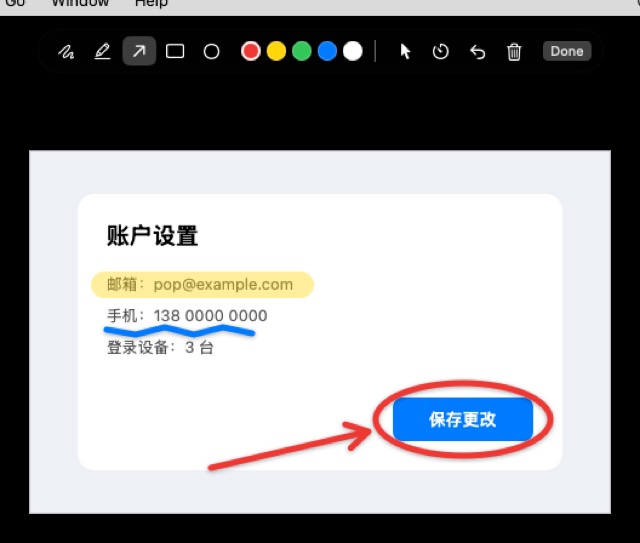 Go Window Help
Done
账户设置
邮箱：pop@example.com
手机：138 0000 0000
登录设备：3 台
保存更改